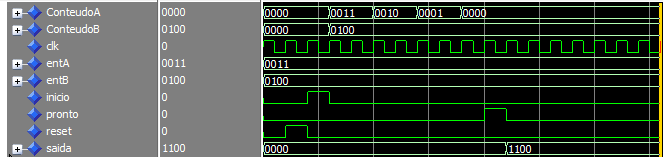 ConteudoA 0000 0000 0011 0010 0001 0000
ConteudoB 0100 0000 0100
clk 0
entA 0011 0011
entB 0100 0100
inicio 0
pronto 0
reset 0
saida 1100 0000 1100